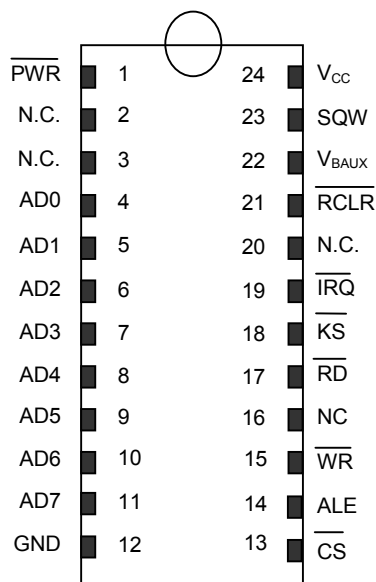 PWR 1 24 VCC
N.C. 2 23 SQW
N.C. 3 22 VBAUX
AD0 4 21 RCLR
AD1 5 20 N.C.
AD2 6 19 IRQ
AD3 7 18 KS
AD4 8 17 RD
AD5 9 16 NC
AD6 10 15 WR
AD7 11 14 ALE
GND 12 13 CS